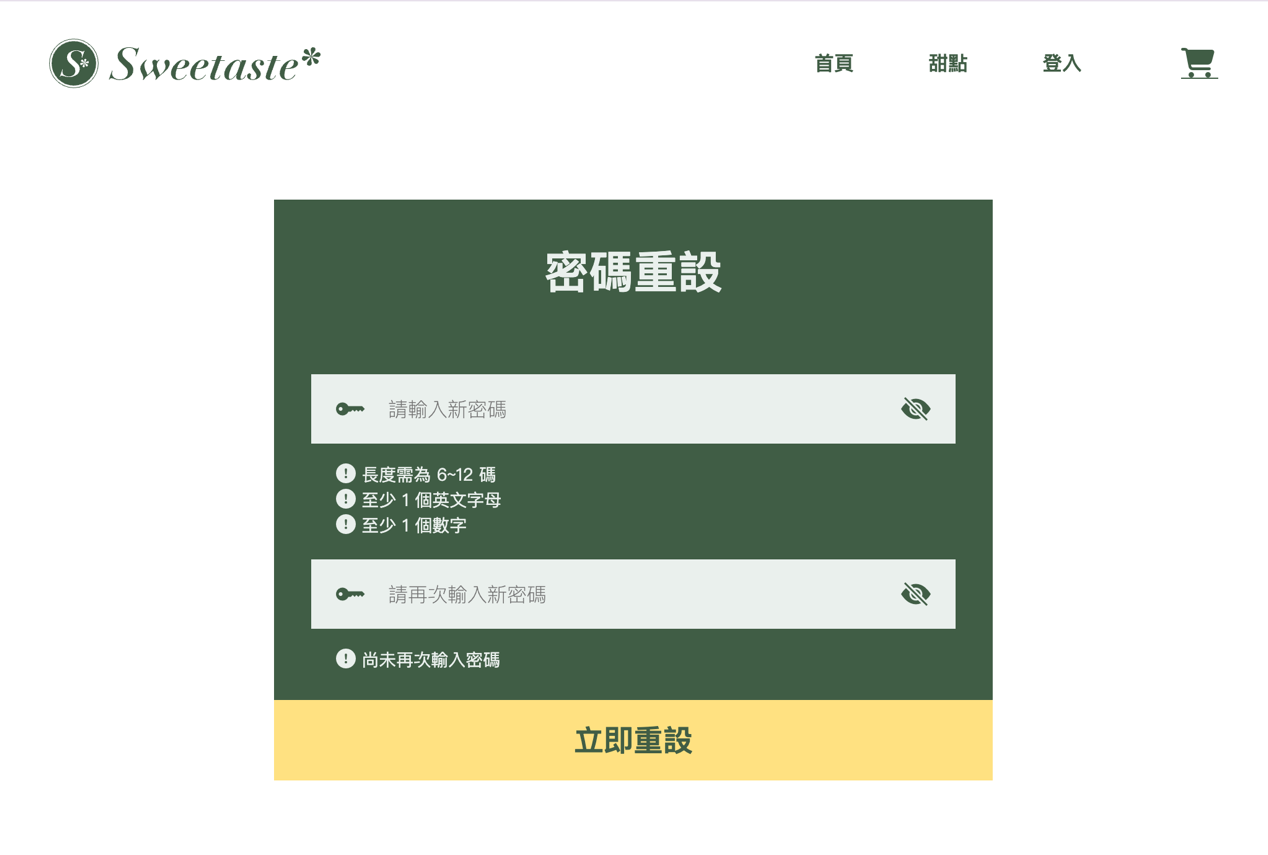 S* Sweetaste*
首頁 甜點 登入
密碼重設
請輸入新密碼
! 長度需為 6~12 碼
! 至少 1 個英文字母
! 至少 1 個數字
請再次輸入新密碼
! 尚未再次輸入密碼
立即重設